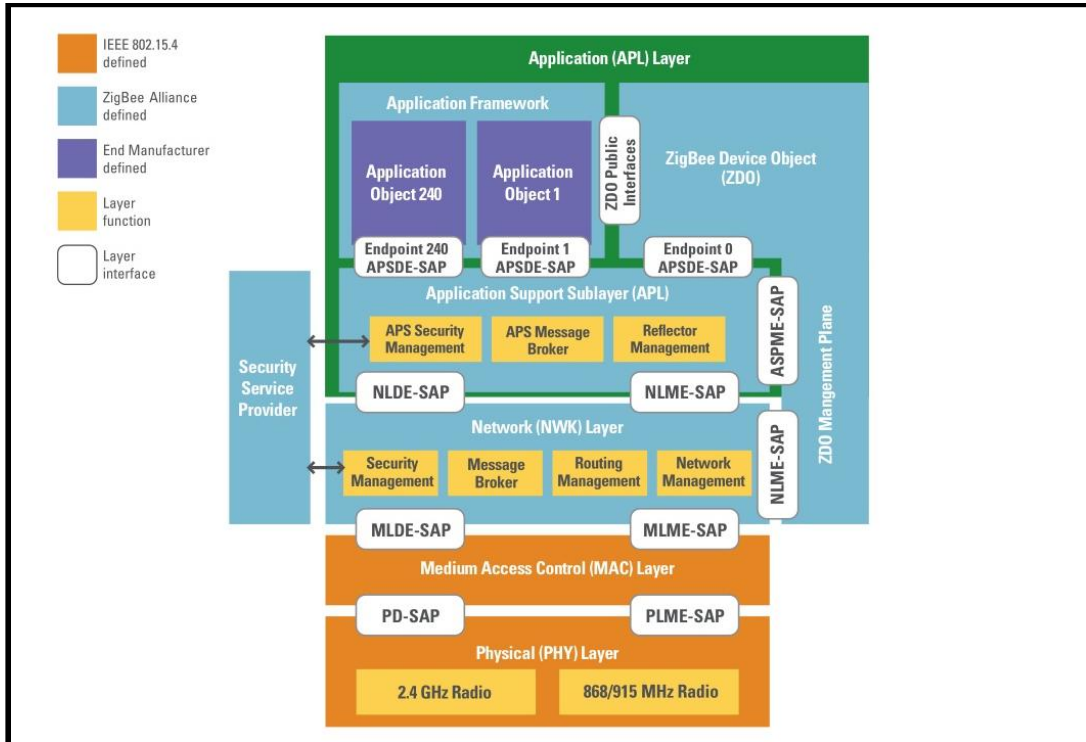 IEEE 802.15.4
defined
ZigBee Alliance
defined
End Manufacturer
defined
Layer
function
Layer
interface
Application (APL) Layer
Application Framework
Application
Object 240
Application
Object 1
ZDO Public
Interfaces
ZigBee Device Object
(ZDO)
Endpoint 240
APSDE-SAP
Endpoint 1
APSDE-SAP
Endpoint 0
APSDE-SAP
Application Support Sublayer (APL)
APS Security
Management
APS Message
Broker
Reflector
Management
ASPME-SAP
NLDE-SAP
NLME-SAP
Security
Service
Provider
Network (NWK) Layer
Security
Management
Message
Broker
Routing
Management
Network
Management
NLME-SAP
ZDO Mangement Plane
MLDE-SAP
MLME-SAP
Medium Access Control (MAC) Layer
PD-SAP
PLME-SAP
Physical (PHY) Layer
2.4 GHz Radio
868/915 MHz Radio